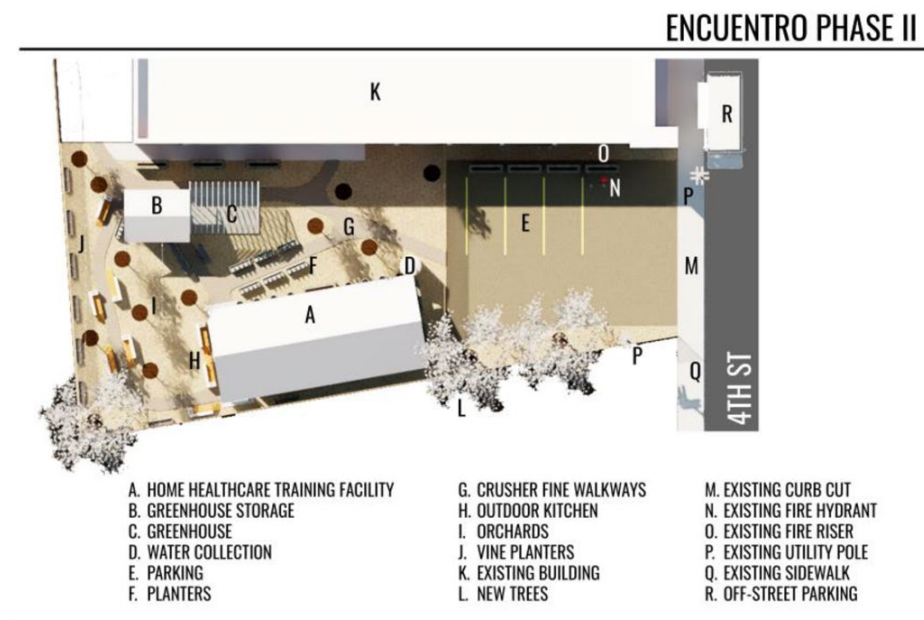 ENCUENTRO PHASE II
K
R
O
N
B
C
P
G
E
J
F
D
M
I
A
H
P
Q
4TH ST
L
A. HOME HEALTHCARE TRAINING FACILITY
B. GREENHOUSE STORAGE
C. GREENHOUSE
D. WATER COLLECTION
E. PARKING
F. PLANTERS
G. CRUSHER FINE WALKWAYS
H. OUTDOOR KITCHEN
I. ORCHARDS
J. VINE PLANTERS
K. EXISTING BUILDING
L. NEW TREES
M. EXISTING CURB CUT
N. EXISTING FIRE HYDRANT
O. EXISTING FIRE RISER
P. EXISTING UTILITY POLE
Q. EXISTING SIDEWALK
R. OFF-STREET PARKING